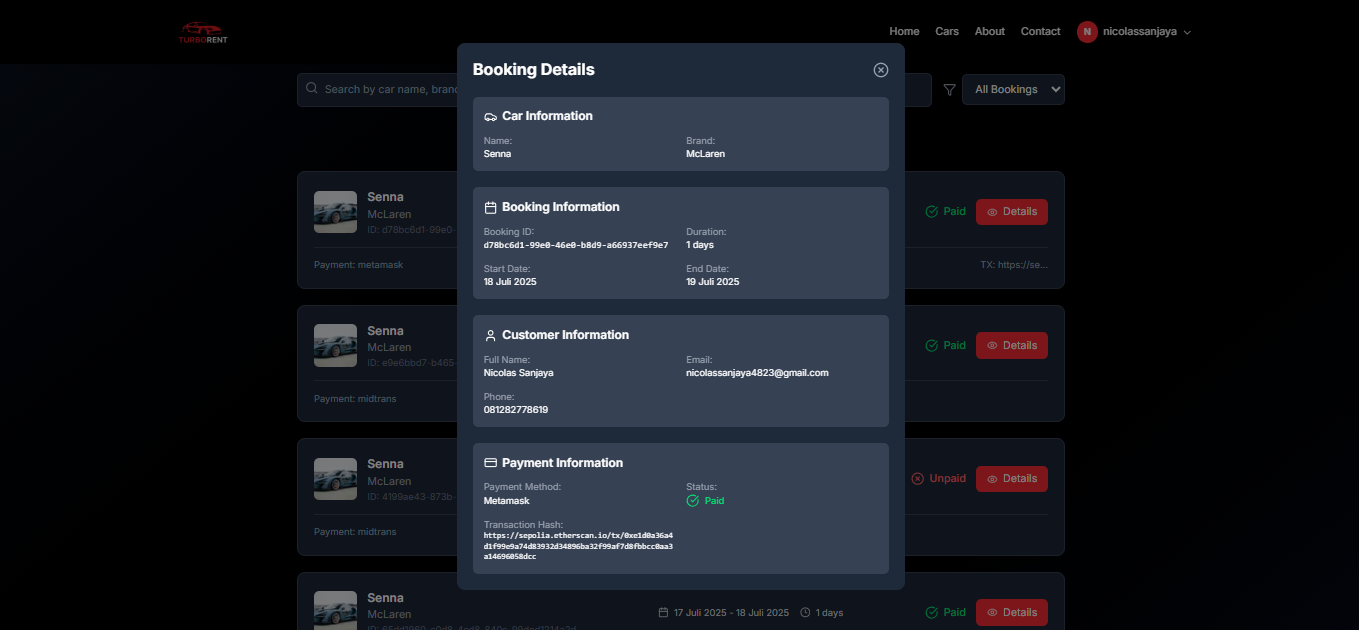 TURBORENT
Home Cars About Contact N nicolassanjaya
Search by car name, brand
All Bookings
Booking Details
Car Information
Name: Brand:
Senna McLaren
Booking Information
Booking ID: Duration:
d78bc6d1-99e0-46e0-b8d9-a66937eef9e7 1 days
Start Date: End Date:
18 Juli 2025 19 Juli 2025
Customer Information
Full Name: Email:
Nicolas Sanjaya nicolassanjaya4823@gmail.com
Phone:
081282778619
Payment Information
Payment Method: Status:
Metamask Paid
Transaction Hash:
https://sepolia.etherscan.io/tx/0xe1d0a36a4
d1f99e9a74d83932d34896ba32f99af7d8fbbcc0aa3
a14696058dcc
Senna
McLaren
ID: d78bc6d1-99e0-
Paid Details
Payment: metamask TX: https://se...
Senna
McLaren
ID: e9e6bbd7-b465
Paid Details
Payment: midtrans
Senna
McLaren
ID: 4199ae43-873b-
Unpaid Details
Payment: midtrans
Senna
McLaren
17 Juli 2025 - 18 Juli 2025 1 days
Paid Details